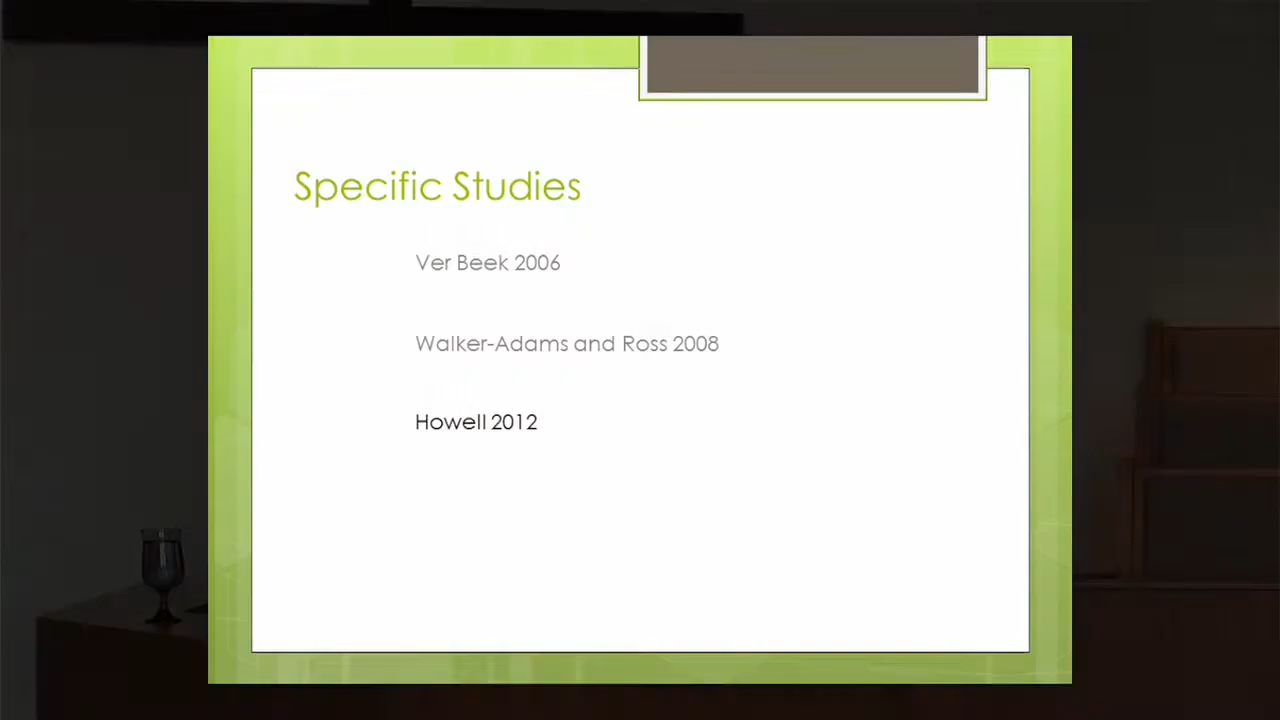 Specific Studies
Ver Beek 2006
Walker-Adams and Ross 2008
Howell 2012